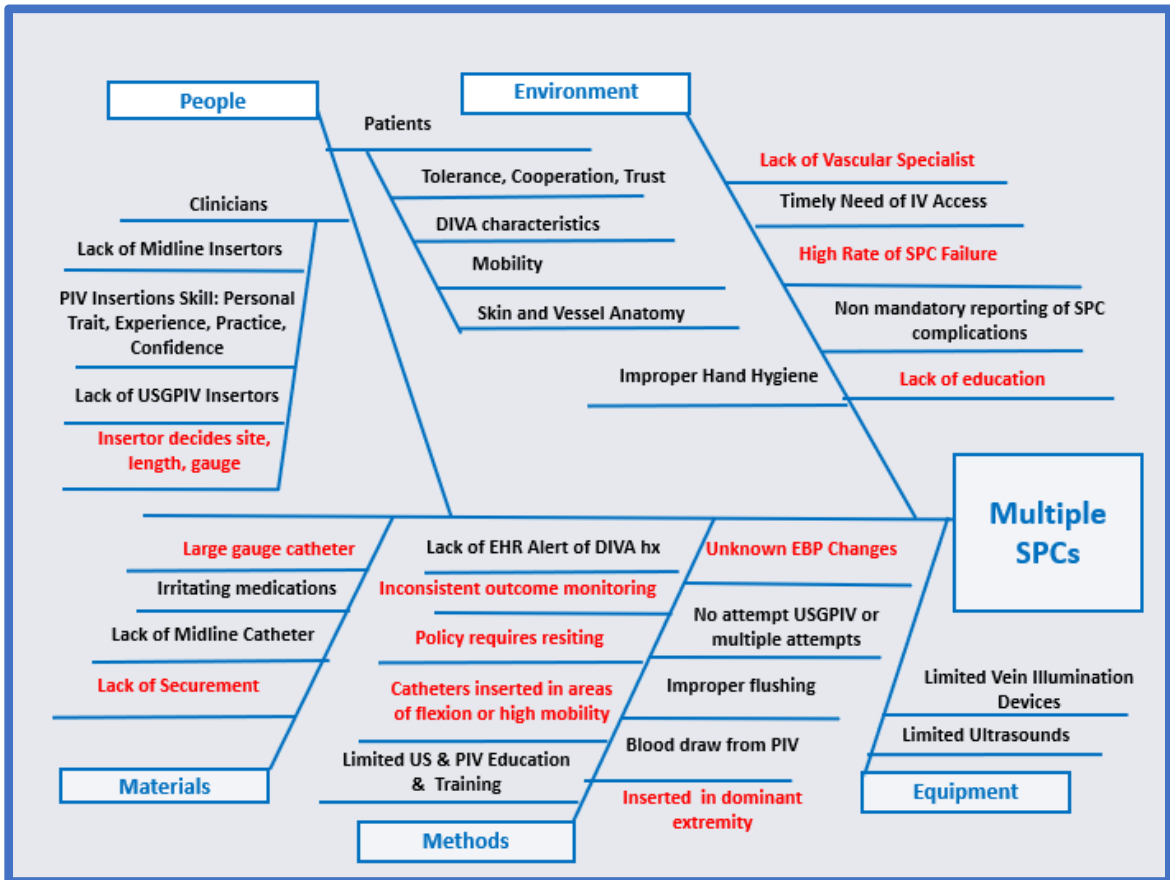 People
Environment
Patients
Tolerance, Cooperation, Trust
DIVA characteristics
Mobility
Skin and Vessel Anatomy
Clinicians
Lack of Midline Insertors
PIV Insertions Skill: Personal
Trait, Experience, Practice,
Confidence
Lack of USGPIV Insertors
Insertor decides site,
length, gauge
Lack of Vascular Specialist
Timely Need of IV Access
High Rate of SPC Failure
Non mandatory reporting of SPC
complications
Improper Hand Hygiene
Lack of education
Multiple
SPCs
Large gauge catheter
Irritating medications
Lack of Midline Catheter
Lack of Securement
Materials
Lack of EHR Alert of DIVA hx
Inconsistent outcome monitoring
Policy requires resiting
Catheters inserted in areas
of flexion or high mobility
Limited US & PIV Education
& Training
Methods
Unknown EBP Changes
No attempt USGPIV or
multiple attempts
Improper flushing
Blood draw from PIV
Inserted in dominant
extremity
Limited Vein Illumination
Devices
Limited Ultrasounds
Equipment